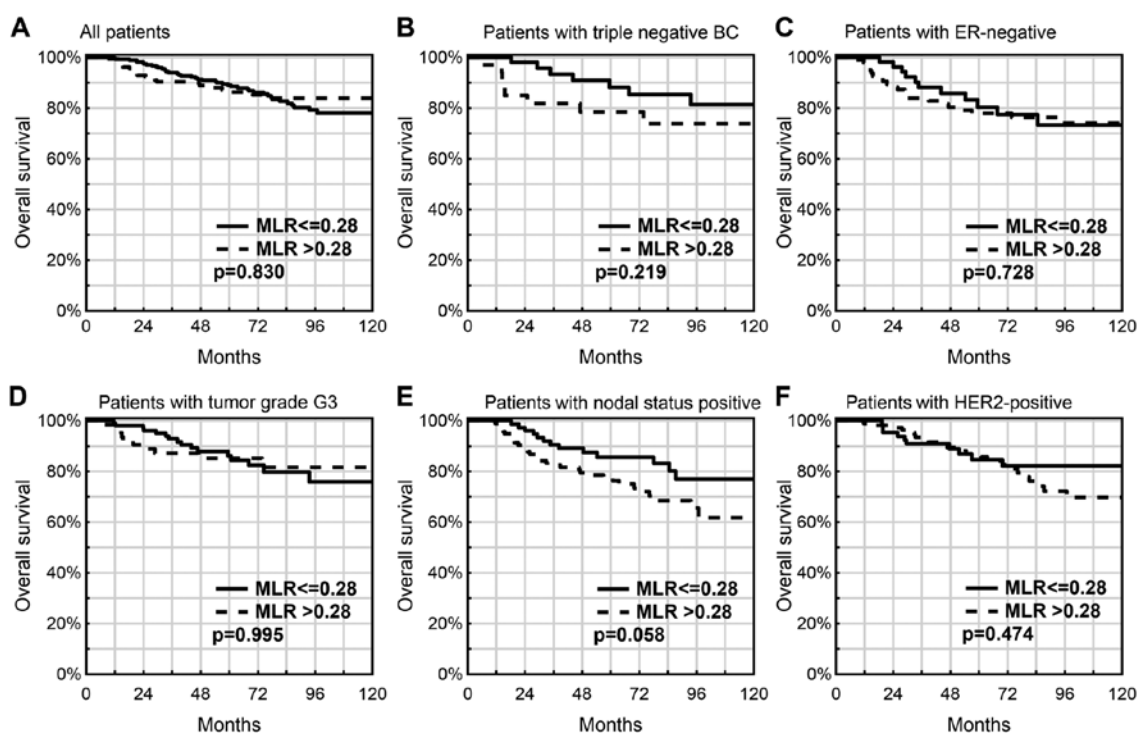 A All patients
100%
80%
60%
40%
20%
0%
Overall survival
MLR<=0.28
MLR >0.28
p=0.830
0 24 48 72 96 120
Months
B Patients with triple negative BC
100%
80%
60%
40%
20%
0%
Overall survival
MLR<=0.28
MLR >0.28
p=0.219
0 24 48 72 96 120
Months
C Patients with ER-negative
100%
80%
60%
40%
20%
0%
Overall survival
MLR<=0.28
MLR >0.28
p=0.728
0 24 48 72 96 120
Months
D Patients with tumor grade G3
100%
80%
60%
40%
20%
0%
Overall survival
MLR<=0.28
MLR >0.28
p=0.995
0 24 48 72 96 120
Months
E Patients with nodal status positive
100%
80%
60%
40%
20%
0%
Overall survival
MLR<=0.28
MLR >0.28
p=0.058
0 24 48 72 96 120
Months
F Patients with HER2-positive
100%
80%
60%
40%
20%
0%
Overall survival
MLR<=0.28
MLR >0.28
p=0.474
0 24 48 72 96 120
Months